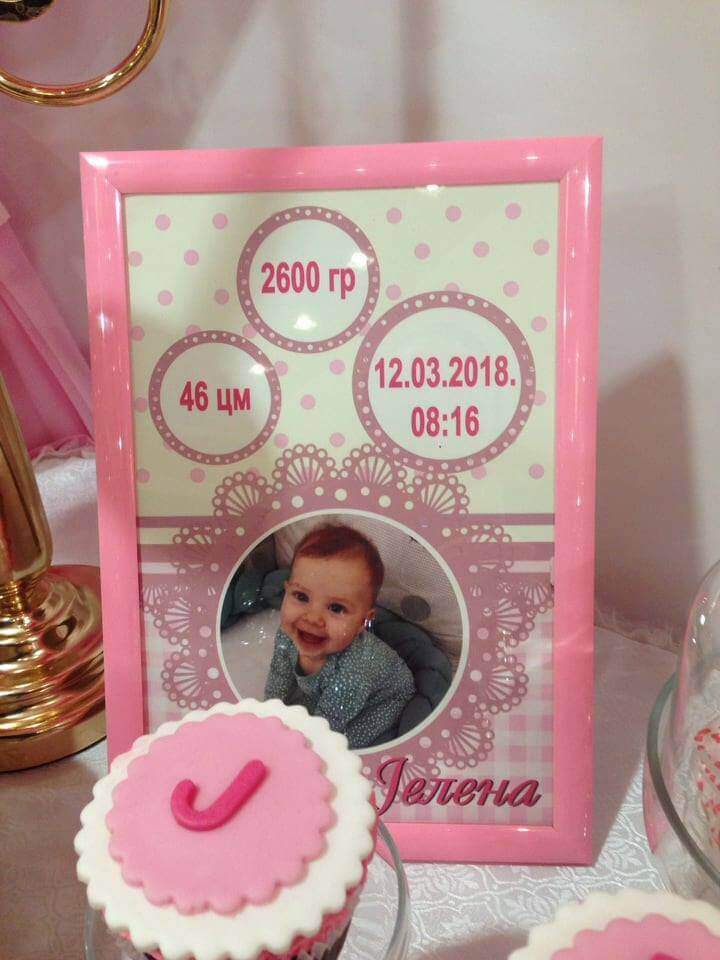 2600 гр
46 цм
12.03.2018.
08:16
Јелена
Ј